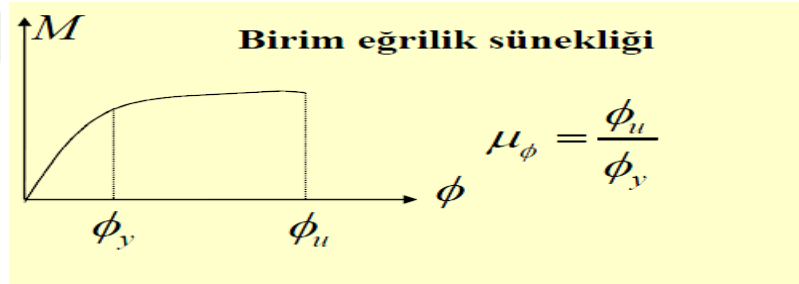 M
Birim eğrilik sünekliği
μ_ϕ = ϕ_u / ϕ_y
ϕ
ϕ_y ϕ_u